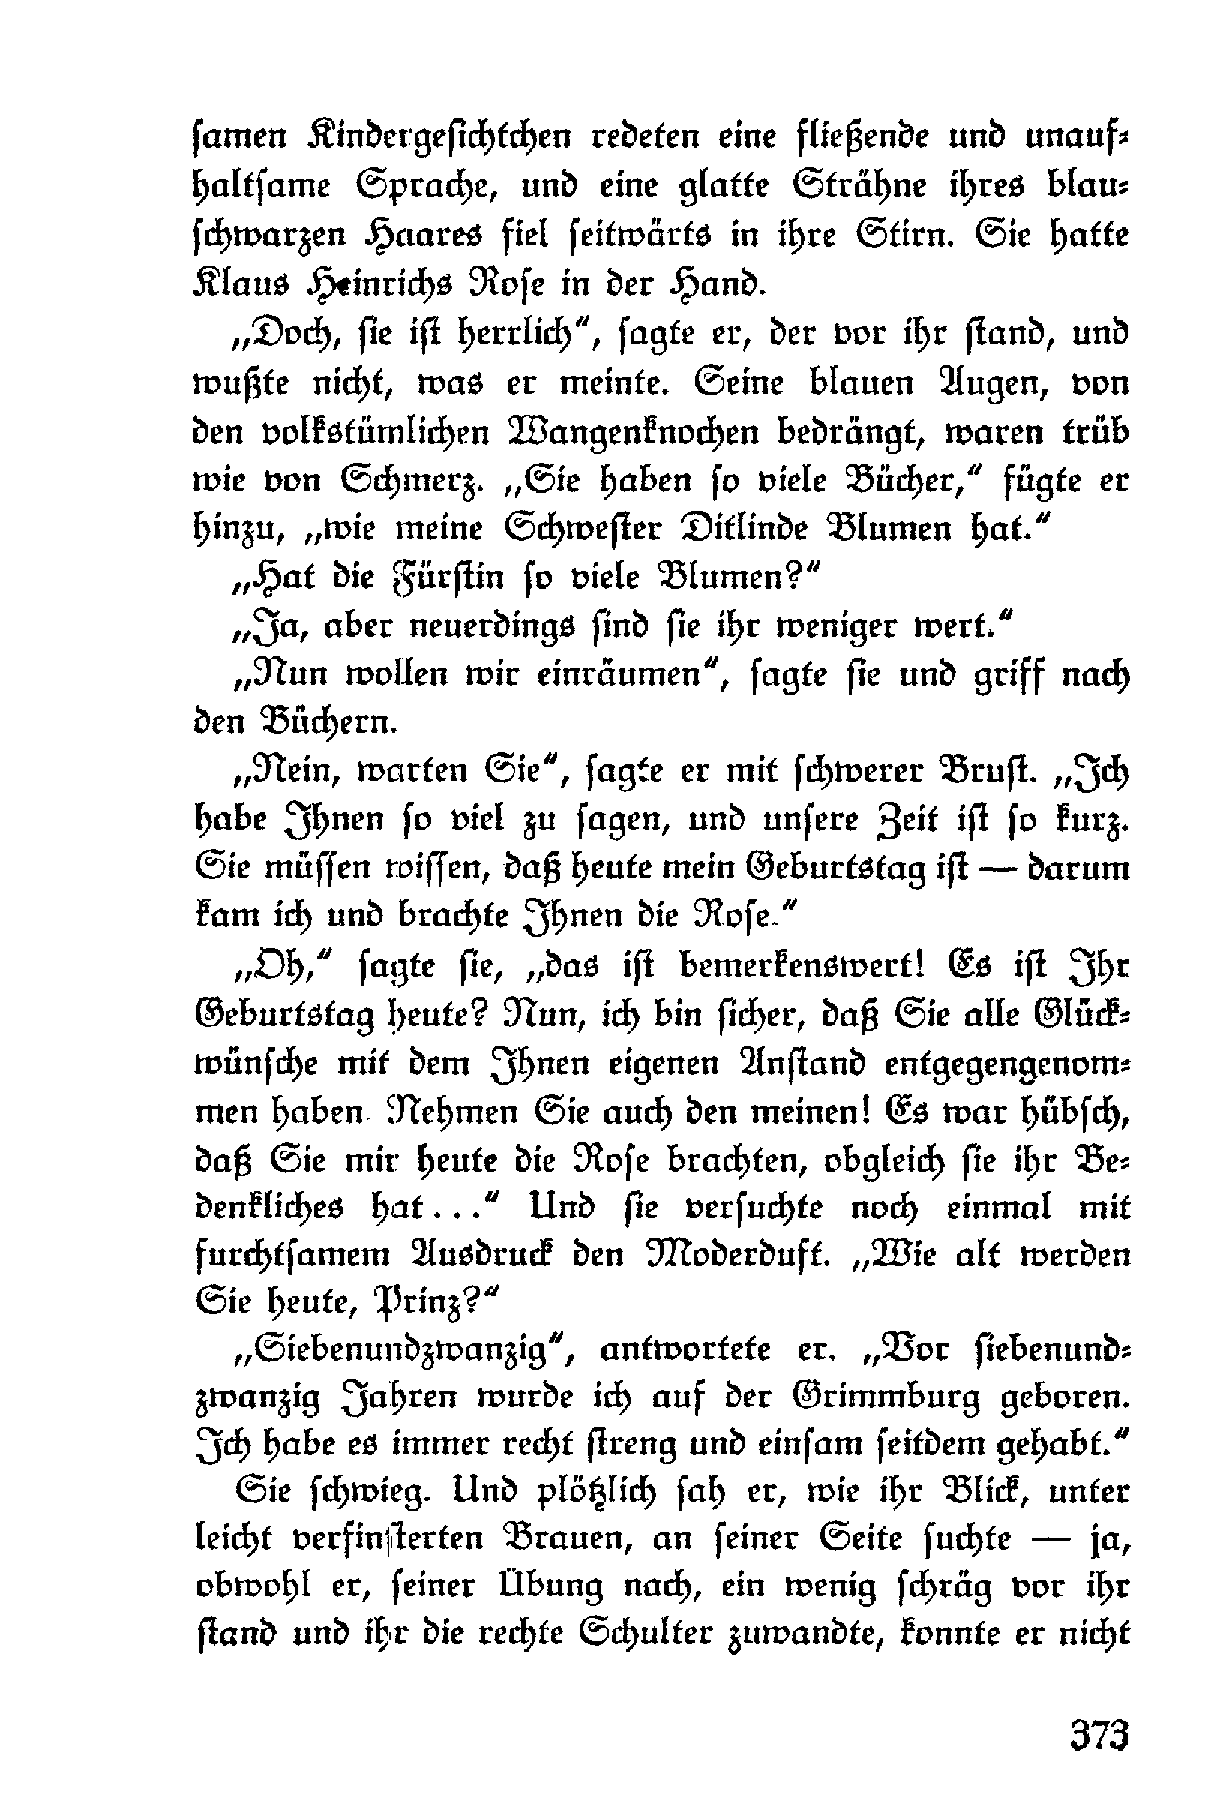 samen Kindergesichtchen redeten eine fließende und unauf-
haltsame Sprache, und eine glatte Strähne ihres blau-
schwarzen Haares fiel seitwärts in ihre Stirn. Sie hatte
Klaus Heinrichs Rose in der Hand.
„Doch, sie ist herrlich“, sagte er, der vor ihr stand, und
wußte nicht, was er meinte. Seine blauen Augen, von
den volkstümlichen Wangenknochen bedrängt, waren trüb
wie von Schmerz. „Sie haben so viele Bücher,“ fügte er
hinzu, „wie meine Schwester Ditlinde Blumen hat.“
„Hat die Fürstin so viele Blumen?“
„Ja, aber neuerdings sind sie ihr weniger wert.“
„Nun wollen wir einräumen“, sagte sie und griff nach
den Büchern.
„Nein, warten Sie“, sagte er mit schwerer Brust. „Ich
habe Ihnen so viel zu sagen, und unsere Zeit ist so kurz.
Sie müssen wissen, daß heute mein Geburtstag ist — darum
kam ich und brachte Ihnen die Rose.“
„Oh,“ sagte sie, „das ist bemerkenswert! Es ist Ihr
Geburtstag heute? Nun, ich bin sicher, daß Sie alle Glück-
wünsche mit dem Ihnen eigenen Anstand entgegengenom-
men haben. Nehmen Sie auch den meinen! Es war hübsch,
daß Sie mir heute die Rose brachten, obgleich sie ihr Be-
denkliches hat . . .“ Und sie versuchte noch einmal mit
furchtsamem Ausdruck den Moderduft. „Wie alt werden
Sie heute, Prinz?“
„Siebenundzwanzig“, antwortete er. „Vor siebenund-
zwanzig Jahren wurde ich auf der Grimmburg geboren.
Ich habe es immer recht streng und einsam seitdem gehabt.“
Sie schwieg. Und plötzlich sah er, wie ihr Blick, unter
leicht verfinsterten Brauen, an seiner Seite suchte — ja,
obwohl er, seiner Übung nach, ein wenig schräg vor ihr
stand und ihr die rechte Schulter zuwandte, konnte er nicht
373